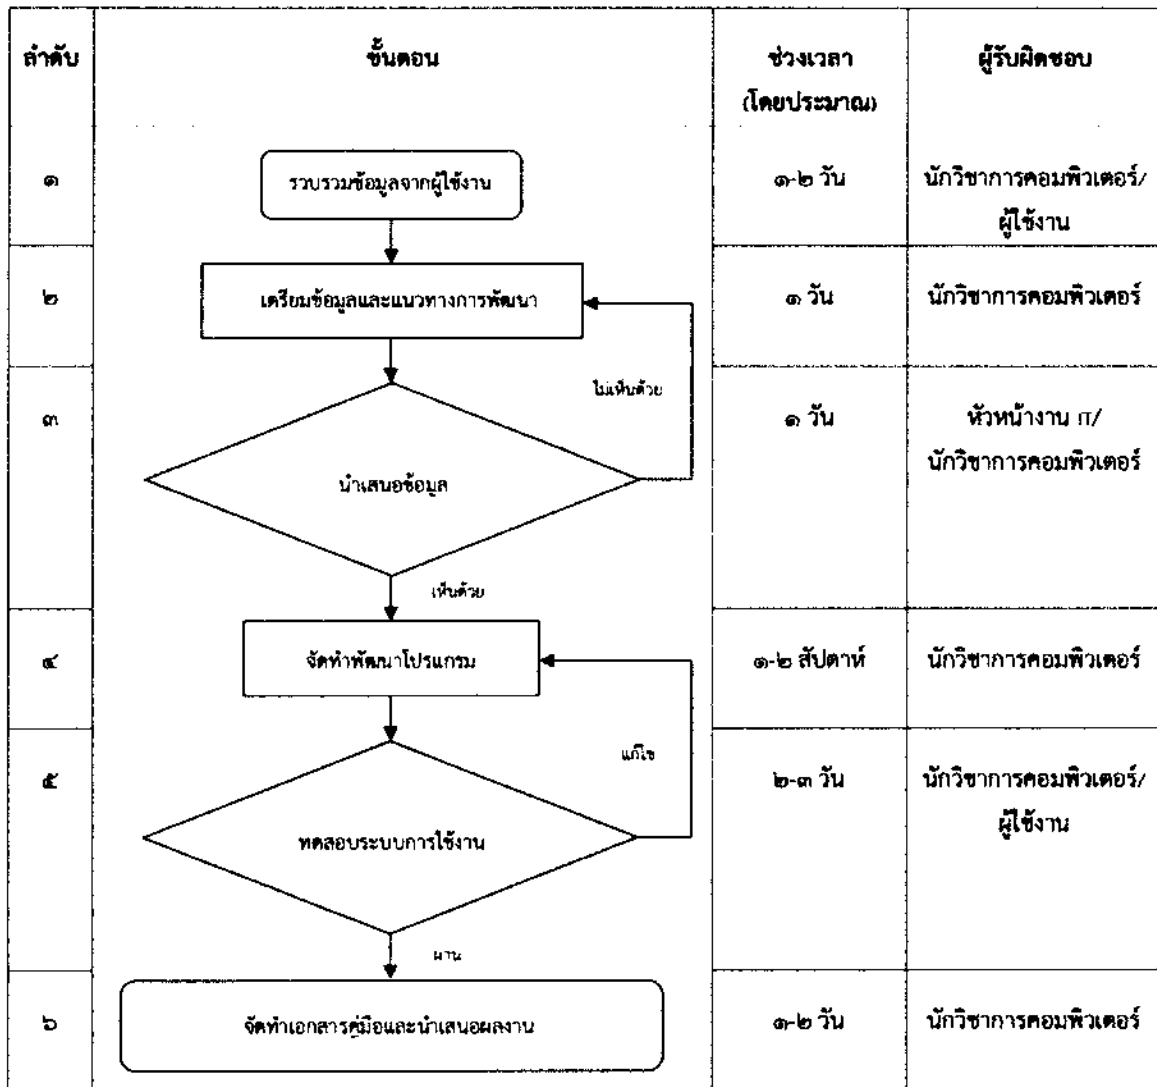 ลำดับ
ขั้นตอน
ช่วงเวลา
(โดยประมาณ)
ผู้รับผิดชอบ
๑
รวบรวมข้อมูลจากผู้ใช้งาน
๑-๒ วัน
นักวิชาการคอมพิวเตอร์/
ผู้ใช้งาน
๒
เตรียมข้อมูลและแนวทางการพัฒนา
๑ วัน
นักวิชาการคอมพิวเตอร์
ไม่เห็นด้วย
๓
นำเสนอข้อมูล
๑ วัน
หัวหน้างาน IT/
นักวิชาการคอมพิวเตอร์
เห็นด้วย
๔
จัดทำพัฒนาโปรแกรม
๑-๒ สัปดาห์
นักวิชาการคอมพิวเตอร์
แก้ไข
๕
ทดสอบระบบการใช้งาน
๒-๓ วัน
นักวิชาการคอมพิวเตอร์/
ผู้ใช้งาน
ผ่าน
๖
จัดทำเอกสารคู่มือและนำเสนอผลงาน
๑-๒ วัน
นักวิชาการคอมพิวเตอร์